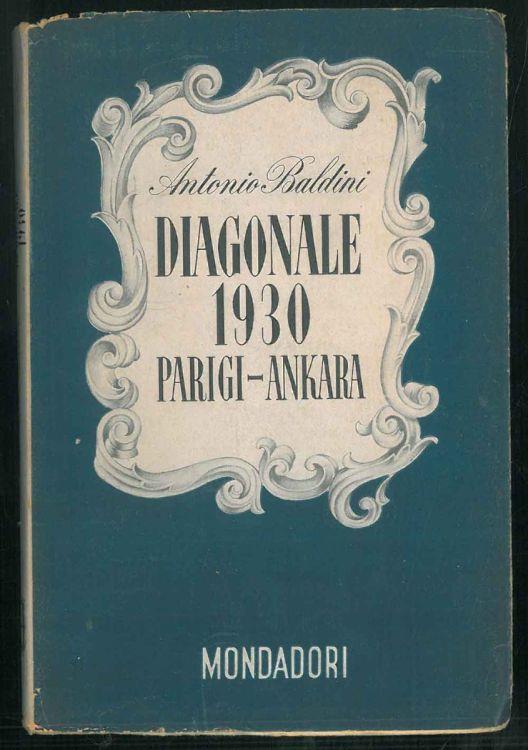 Antonio Baldini
DIAGONALE
1930
PARIGI-ANKARA
MONDADORI